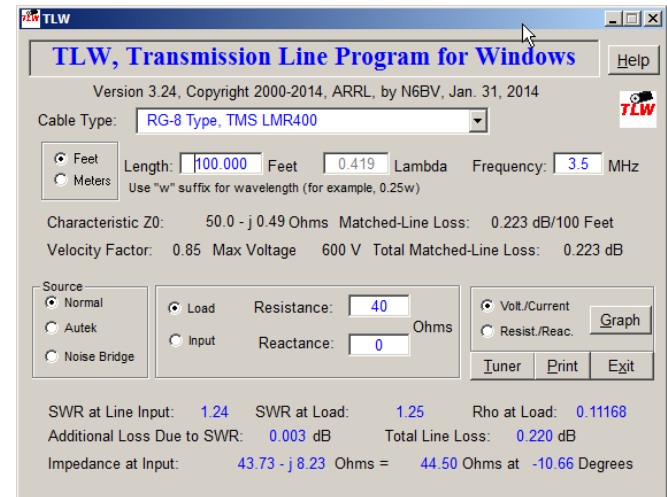 TLW TLW
TLW, Transmission Line Program for Windows
Help
Version 3.24, Copyright 2000-2014, ARRL, by N6BV, Jan. 31, 2014
TLW
Cable Type: RG-8 Type, TMS LMR400
Feet
Meters
Length: 100.000 Feet 0.419 Lambda Frequency: 3.5 MHz
Use "w" suffix for wavelength (for example, 0.25w)
Characteristic Z0: 50.0 - j 0.49 Ohms Matched-Line Loss: 0.223 dB/100 Feet
Velocity Factor: 0.85 Max Voltage 600 V Total Matched-Line Loss: 0.223 dB
Source
Normal
Autek
Noise Bridge
Load Resistance: 40
Ohms
Input Reactance: 0
Volt./Current
Resist./Reac.
Graph
Tuner Print Exit
SWR at Line Input: 1.24 SWR at Load: 1.25 Rho at Load: 0.11168
Additional Loss Due to SWR: 0.003 dB Total Line Loss: 0.220 dB
Impedance at Input: 43.73 - j 8.23 Ohms = 44.50 Ohms at -10.66 Degrees